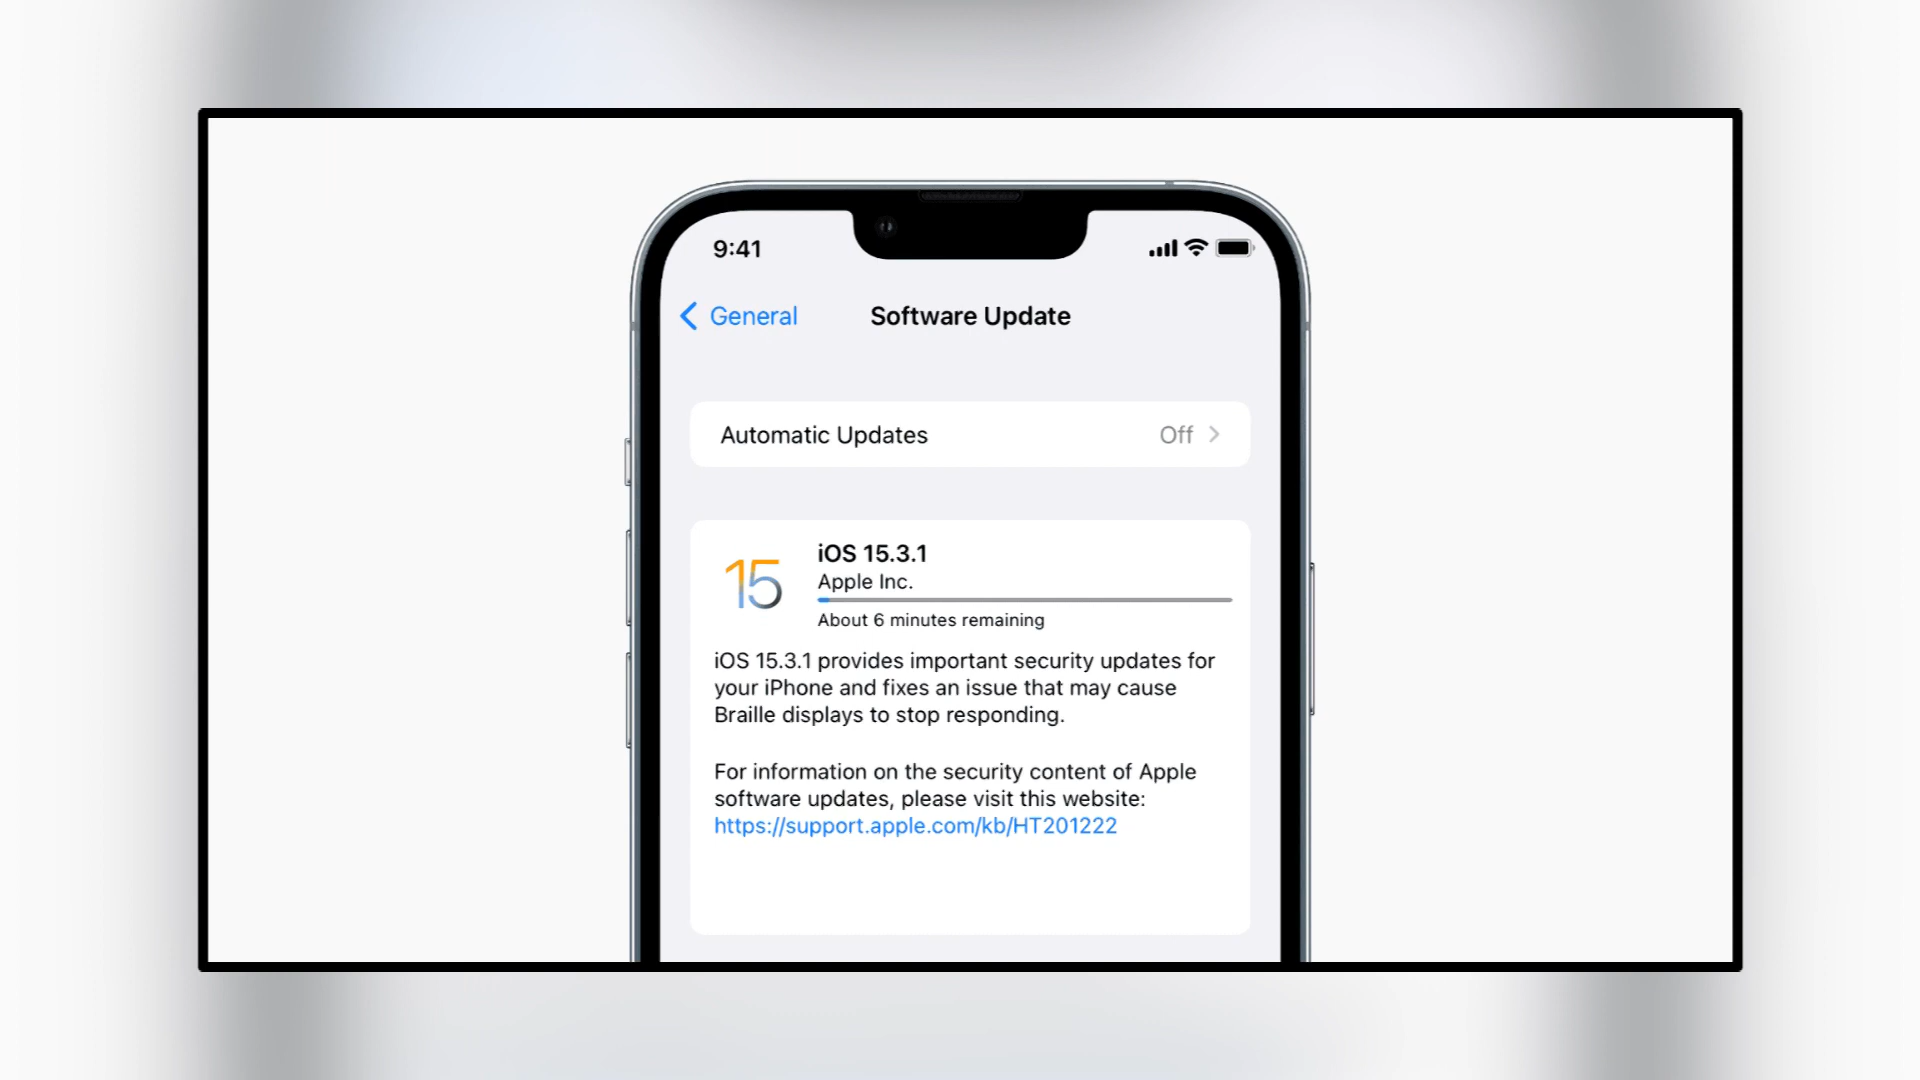 9:41
General
Software Update
Automatic Updates
Off
15
iOS 15.3.1
Apple Inc.
About 6 minutes remaining
iOS 15.3.1 provides important security updates for
your iPhone and fixes an issue that may cause
Braille displays to stop responding.
For information on the security content of Apple
software updates, please visit this website:
https://support.apple.com/kb/HT201222